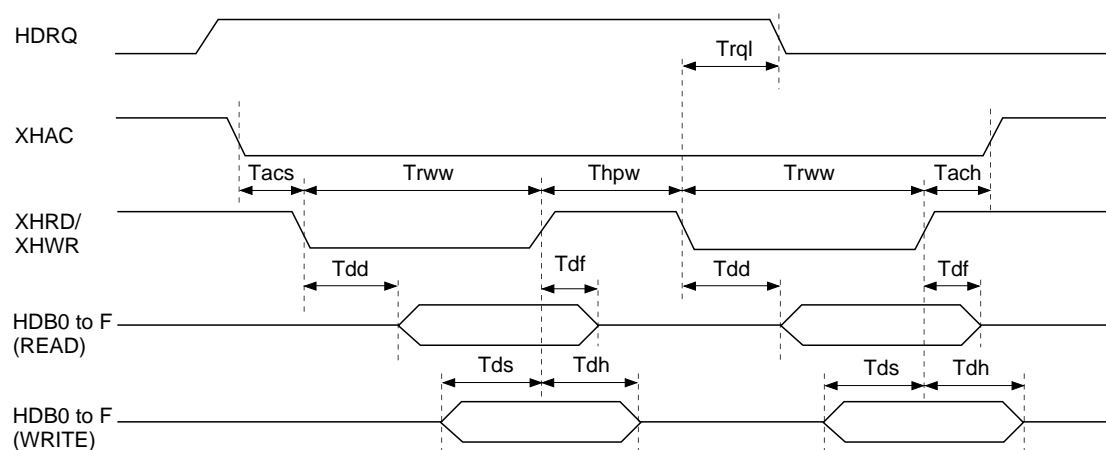 HDRQ
Trql
XHAC
Tacs Trww Thpw Trww Tach
XHRD/
XHWR
Tdd Tdf Tdd Tdf
HDB0 to F
(READ)
Tds Tdh Tds Tdh
HDB0 to F
(WRITE)